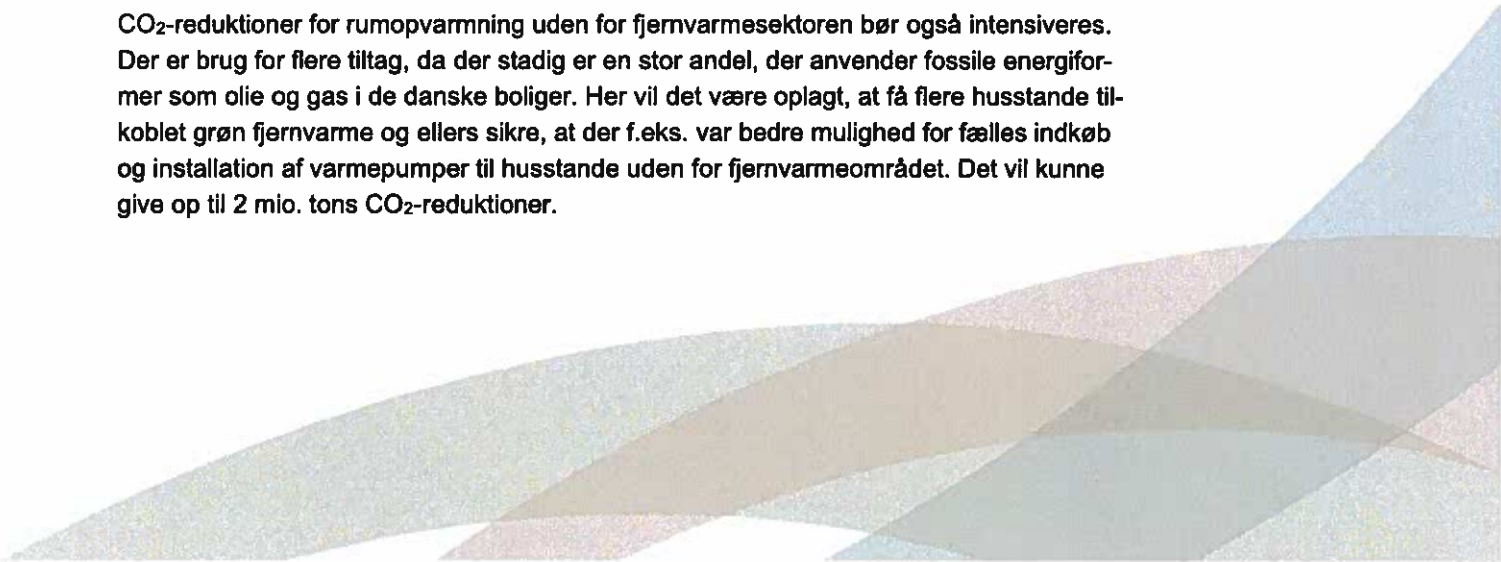 CO₂-reduktioner for rumopvarmning uden for fjernvarmesektoren bør også intensiveres.
Der er brug for flere tiltag, da der stadig er en stor andel, der anvender fossile energifor-
mer som olie og gas i de danske boliger. Her vil det være oplagt, at få flere husstande til-
koblet grøn fjernvarme og ellers sikre, at der f.eks. var bedre mulighed for fælles indkøb
og installation af varmepumper til husstande uden for fjernvarmeområdet. Det vil kunne
give op til 2 mio. tons CO₂-reduktioner.